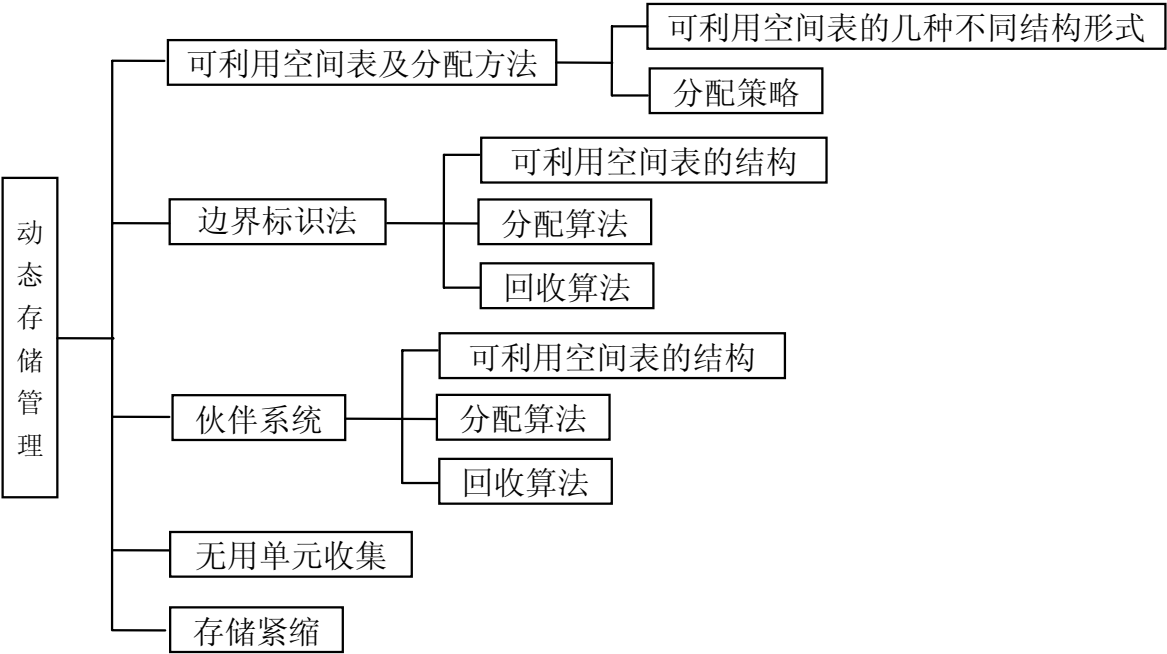 动态存储管理
可利用空间表及分配方法
可利用空间表的几种不同结构形式
分配策略
边界标识法
可利用空间表的结构
分配算法
回收算法
伙伴系统
可利用空间表的结构
分配算法
回收算法
无用单元收集
存储紧缩